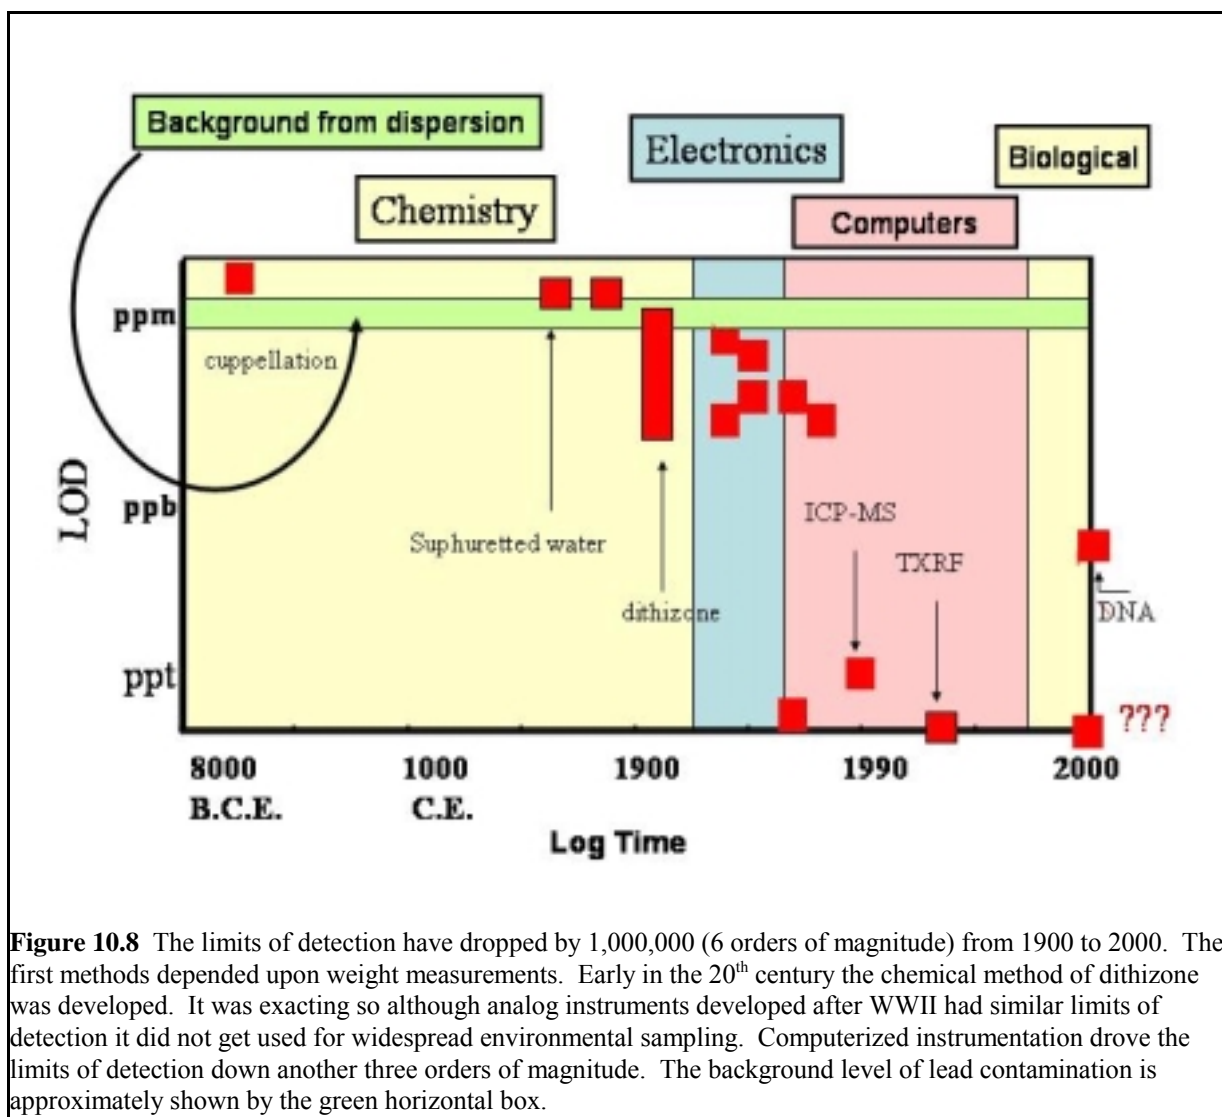 Background from dispersion
Electronics
Biological
Chemistry
Computers
ppm
cuppellation
LOD
ppb
ICP-MS
Suphuretted water
TXRF
dithizone
DNA
ppt
???
8000 1000 1900 1990 2000
B.C.E. C.E.
Log Time
Figure 10.8 The limits of detection have dropped by 1,000,000 (6 orders of magnitude) from 1900 to 2000. The
first methods depended upon weight measurements. Early in the 20th century the chemical method of dithizone
was developed. It was exacting so although analog instruments developed after WWII had similar limits of
detection it did not get used for widespread environmental sampling. Computerized instrumentation drove the
limits of detection down another three orders of magnitude. The background level of lead contamination is
approximately shown by the green horizontal box.